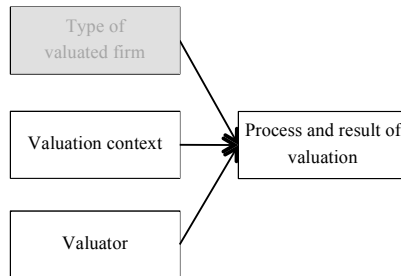 Type of
valuated firm
Valuation context
Process and result of
valuation
Valuator